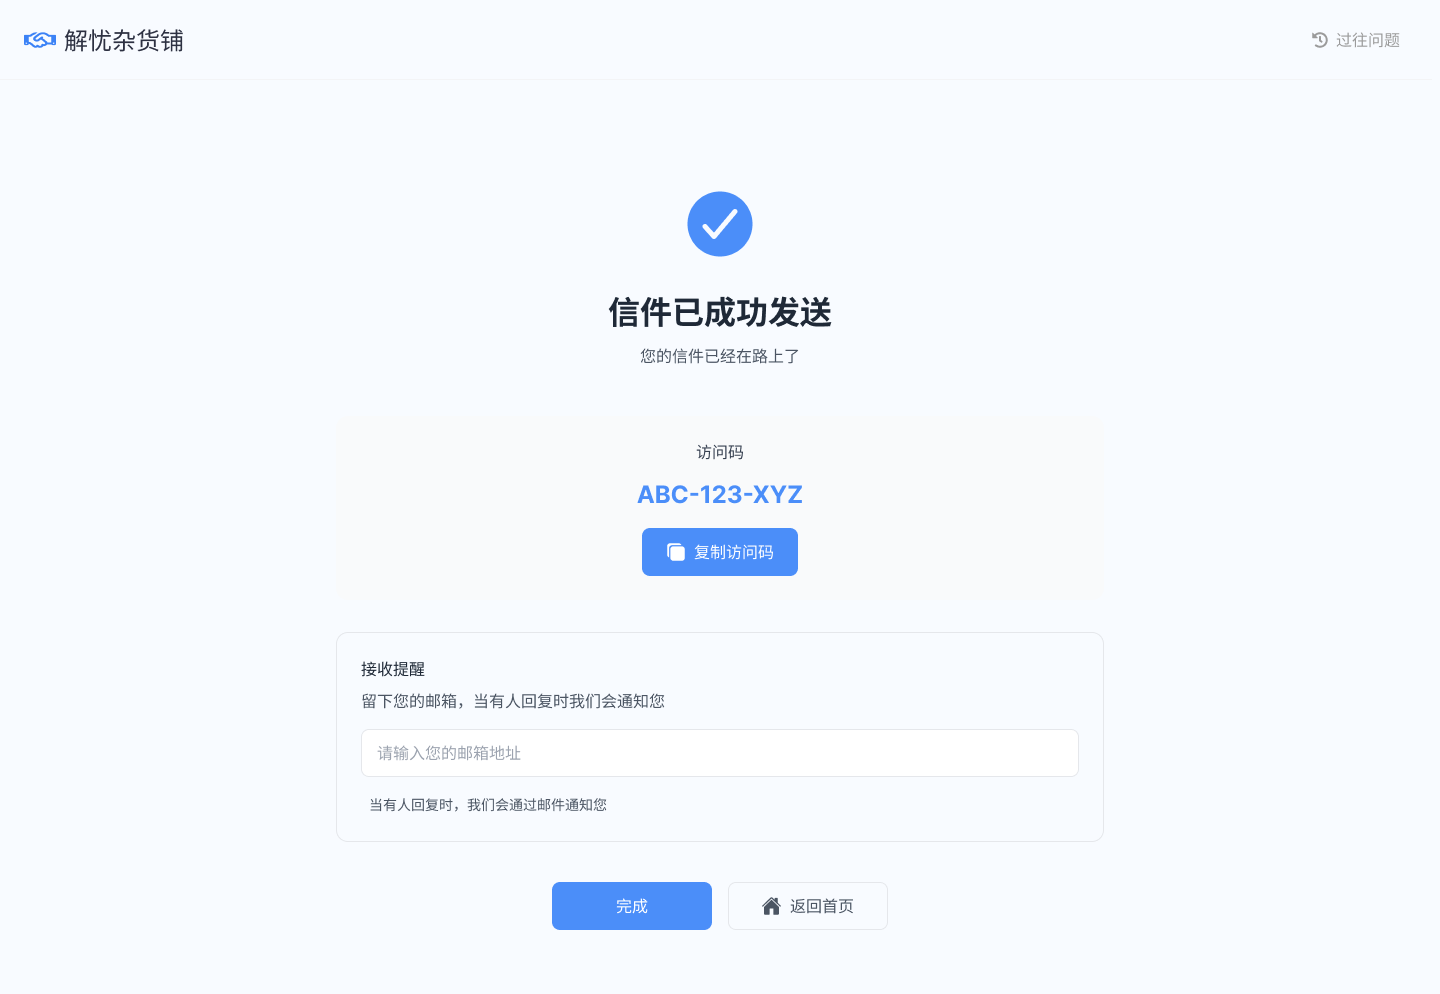 解忧杂货铺
过往问题
信件已成功发送
您的信件已经在路上了
访问码
ABC-123-XYZ
复制访问码
接收提醒
留下您的邮箱，当有人回复时我们会通知您
请输入您的邮箱地址
当有人回复时，我们会通过邮件通知您
完成
返回首页